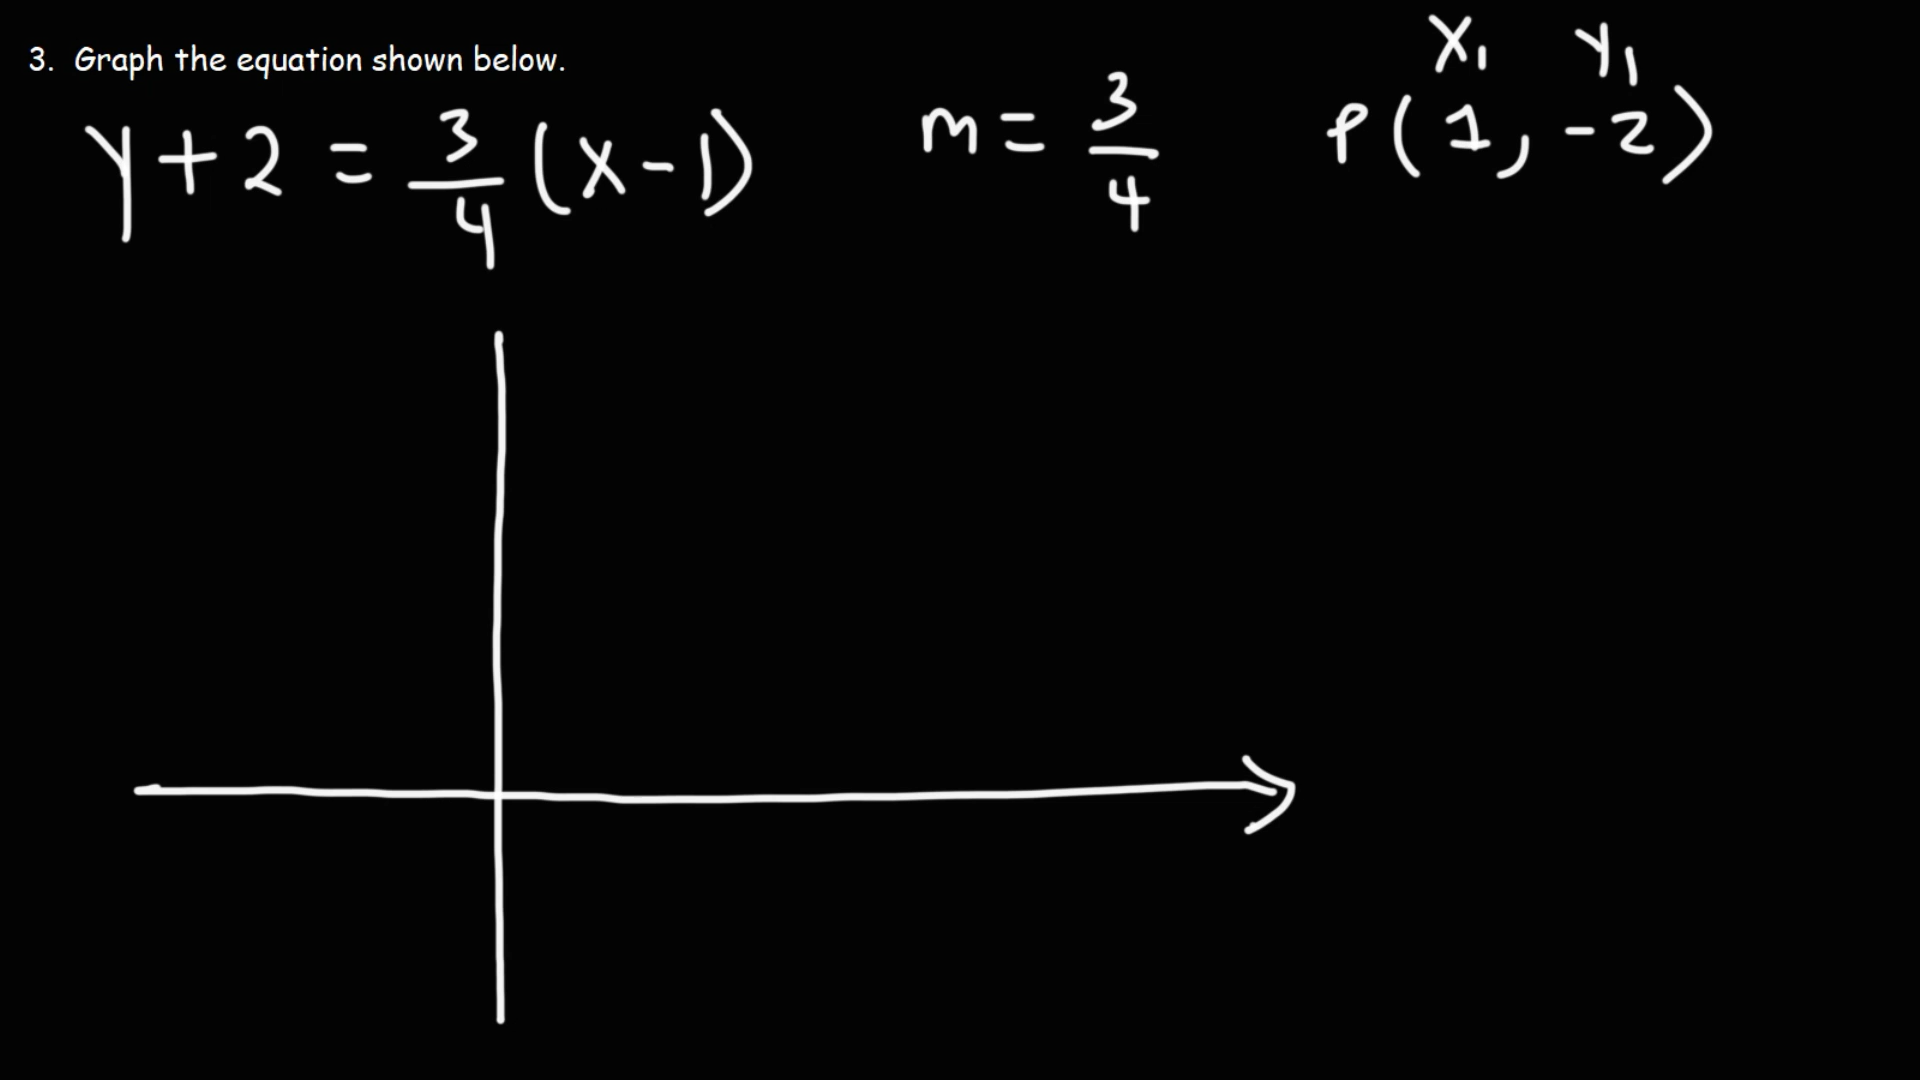 3. Graph the equation shown below.
x₁ y₁
y+2 = 3/4 (x-1) m = 3/4 P(1, -2)